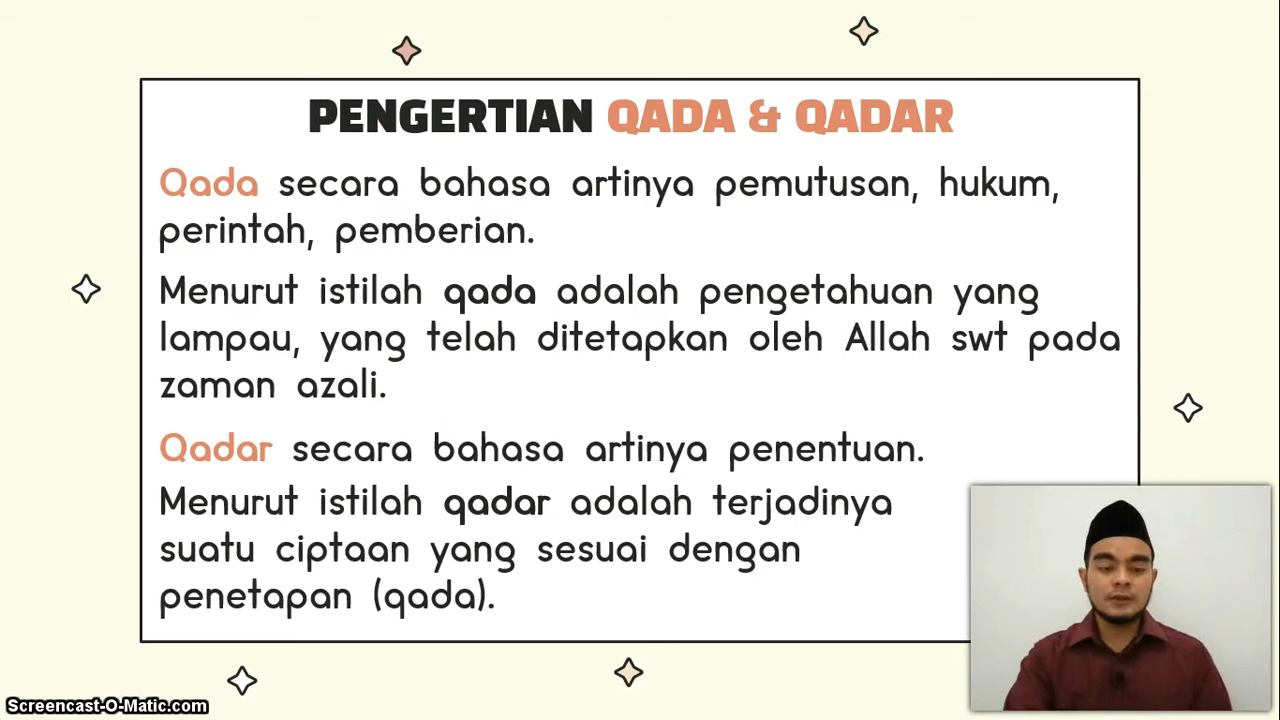 PENGERTIAN QADA & QADAR
Qada secara bahasa artinya pemutusan, hukum,
perintah, pemberian.
Menurut istilah qada adalah pengetahuan yang
lampau, yang telah ditetapkan oleh Allah swt pada
zaman azali.
Qadar secara bahasa artinya penentuan.
Menurut istilah qadar adalah terjadinya
suatu ciptaan yang sesuai dengan
penetapan (qada).
Screencast-O-Matic.com